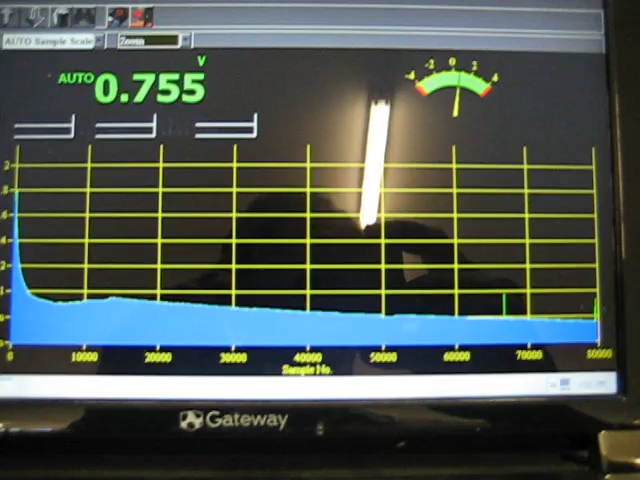 AUTO Sample Scale Zoom
V
AUTO 0.755
-4 -2 0 2 4
2
0 10000 20000 30000 40000 50000 60000 70000 80000
Sample No.
Gateway